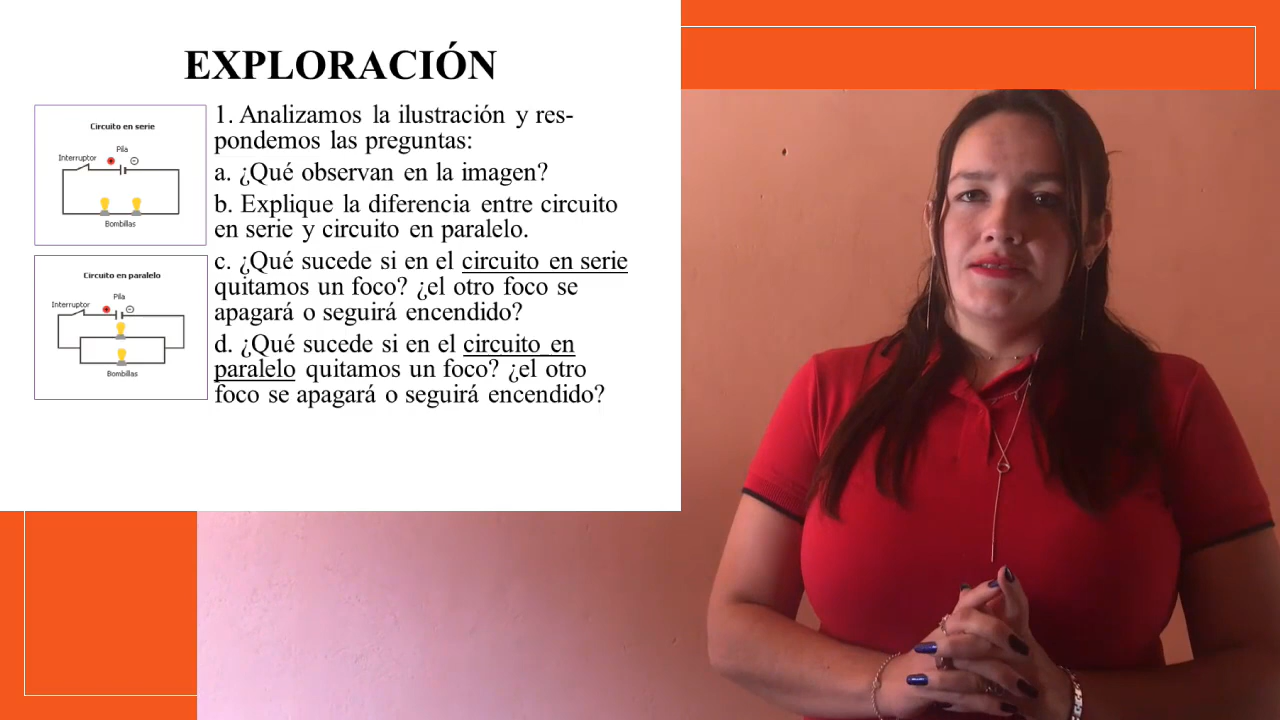 EXPLORACIÓN
Circuito en serie
Pila
Interruptor
Bombillas
Circuito en paralelo
Pila
Interruptor
Bombillas
1. Analizamos la ilustración y res-
pondemos las preguntas:
a. ¿Qué observan en la imagen?
b. Explique la diferencia entre circuito
en serie y circuito en paralelo.
c. ¿Qué sucede si en el circuito en serie
quitamos un foco? ¿el otro foco se
apagará o seguirá encendido?
d. ¿Qué sucede si en el circuito en
paralelo quitamos un foco? ¿el otro
foco se apagará o seguirá encendido?